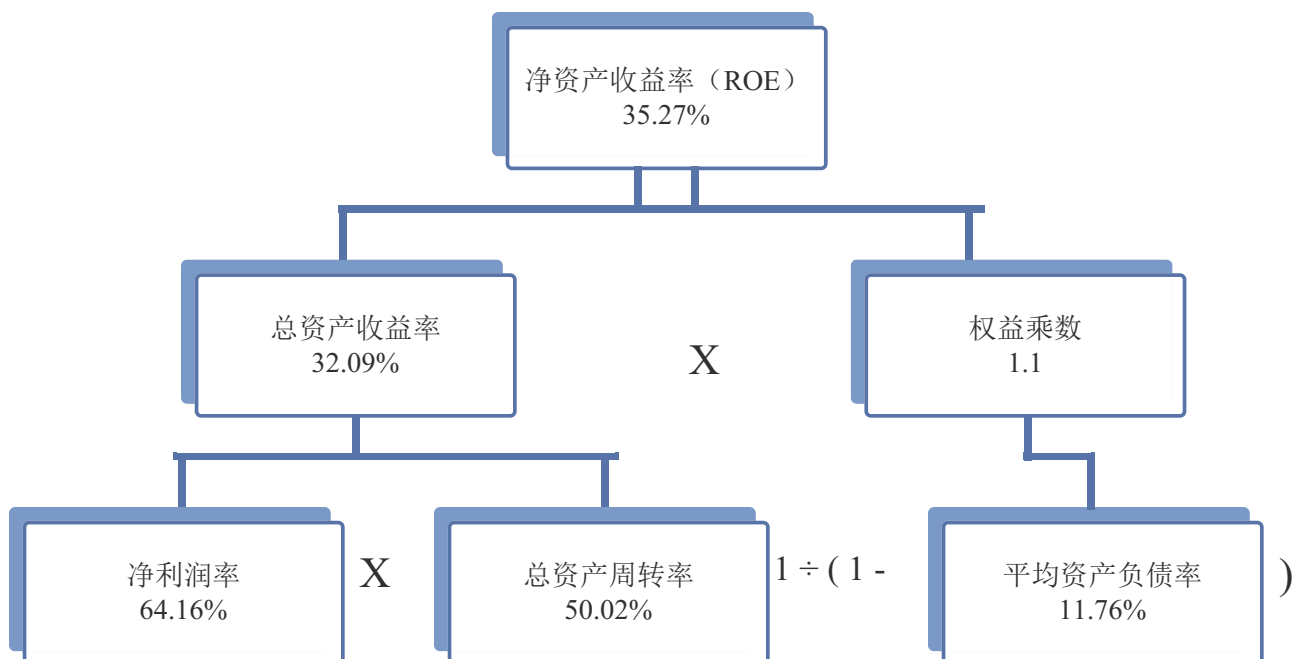 净资产收益率（ROE）
35.27%
总资产收益率
32.09%
X
权益乘数
1.1
净利润率
64.16%
X
总资产周转率
50.02%
1 ÷ ( 1 -
平均资产负债率
11.76%
)